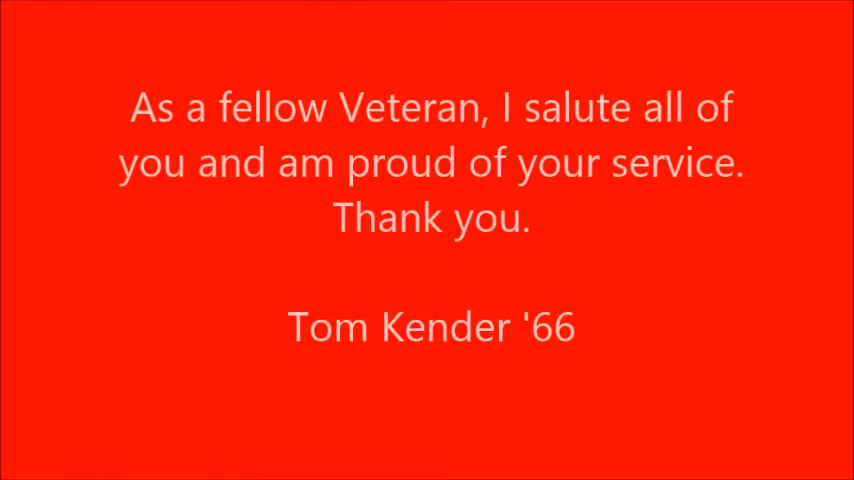 As a fellow Veteran, I salute all of
you and am proud of your service.
Thank you.
Tom Kender '66